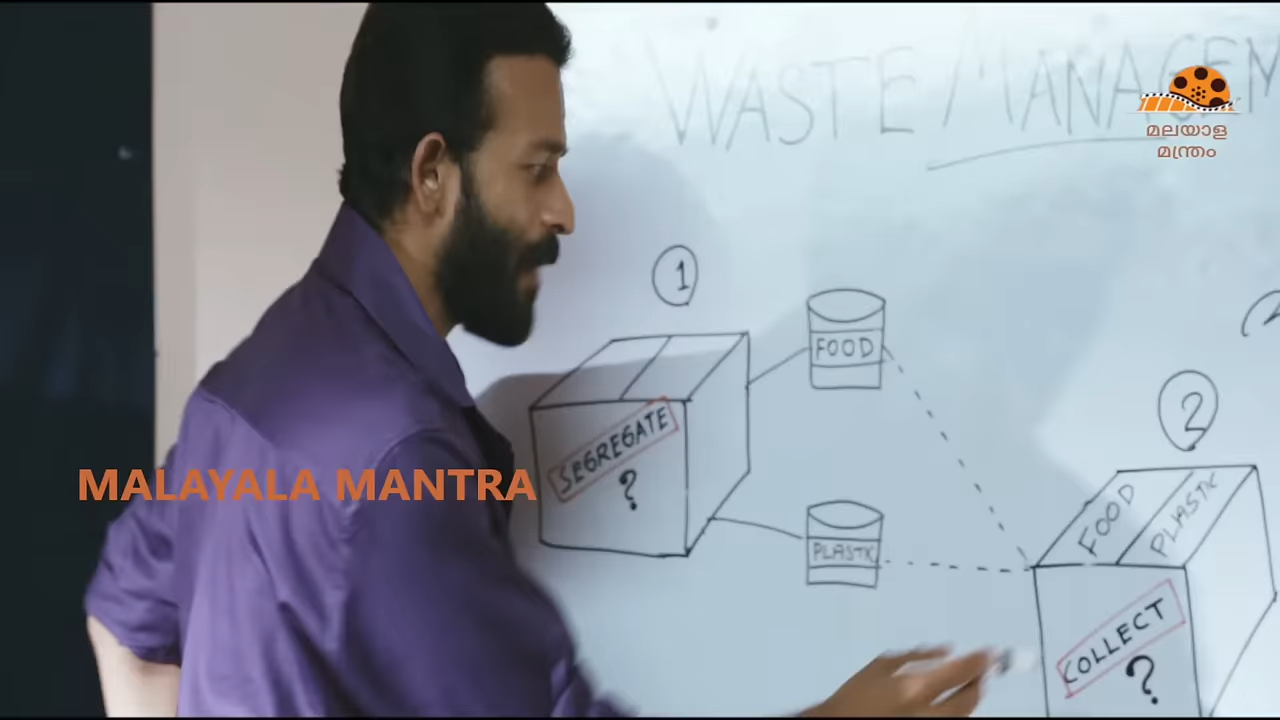 WASTE MANAGEM
മലയാള
മന്ത്രം
1
FOOD
SEGREGATE
?
2
MALAYALA MANTRA
FOOD
PLASTIC
PLASTIC
COLLECT
?